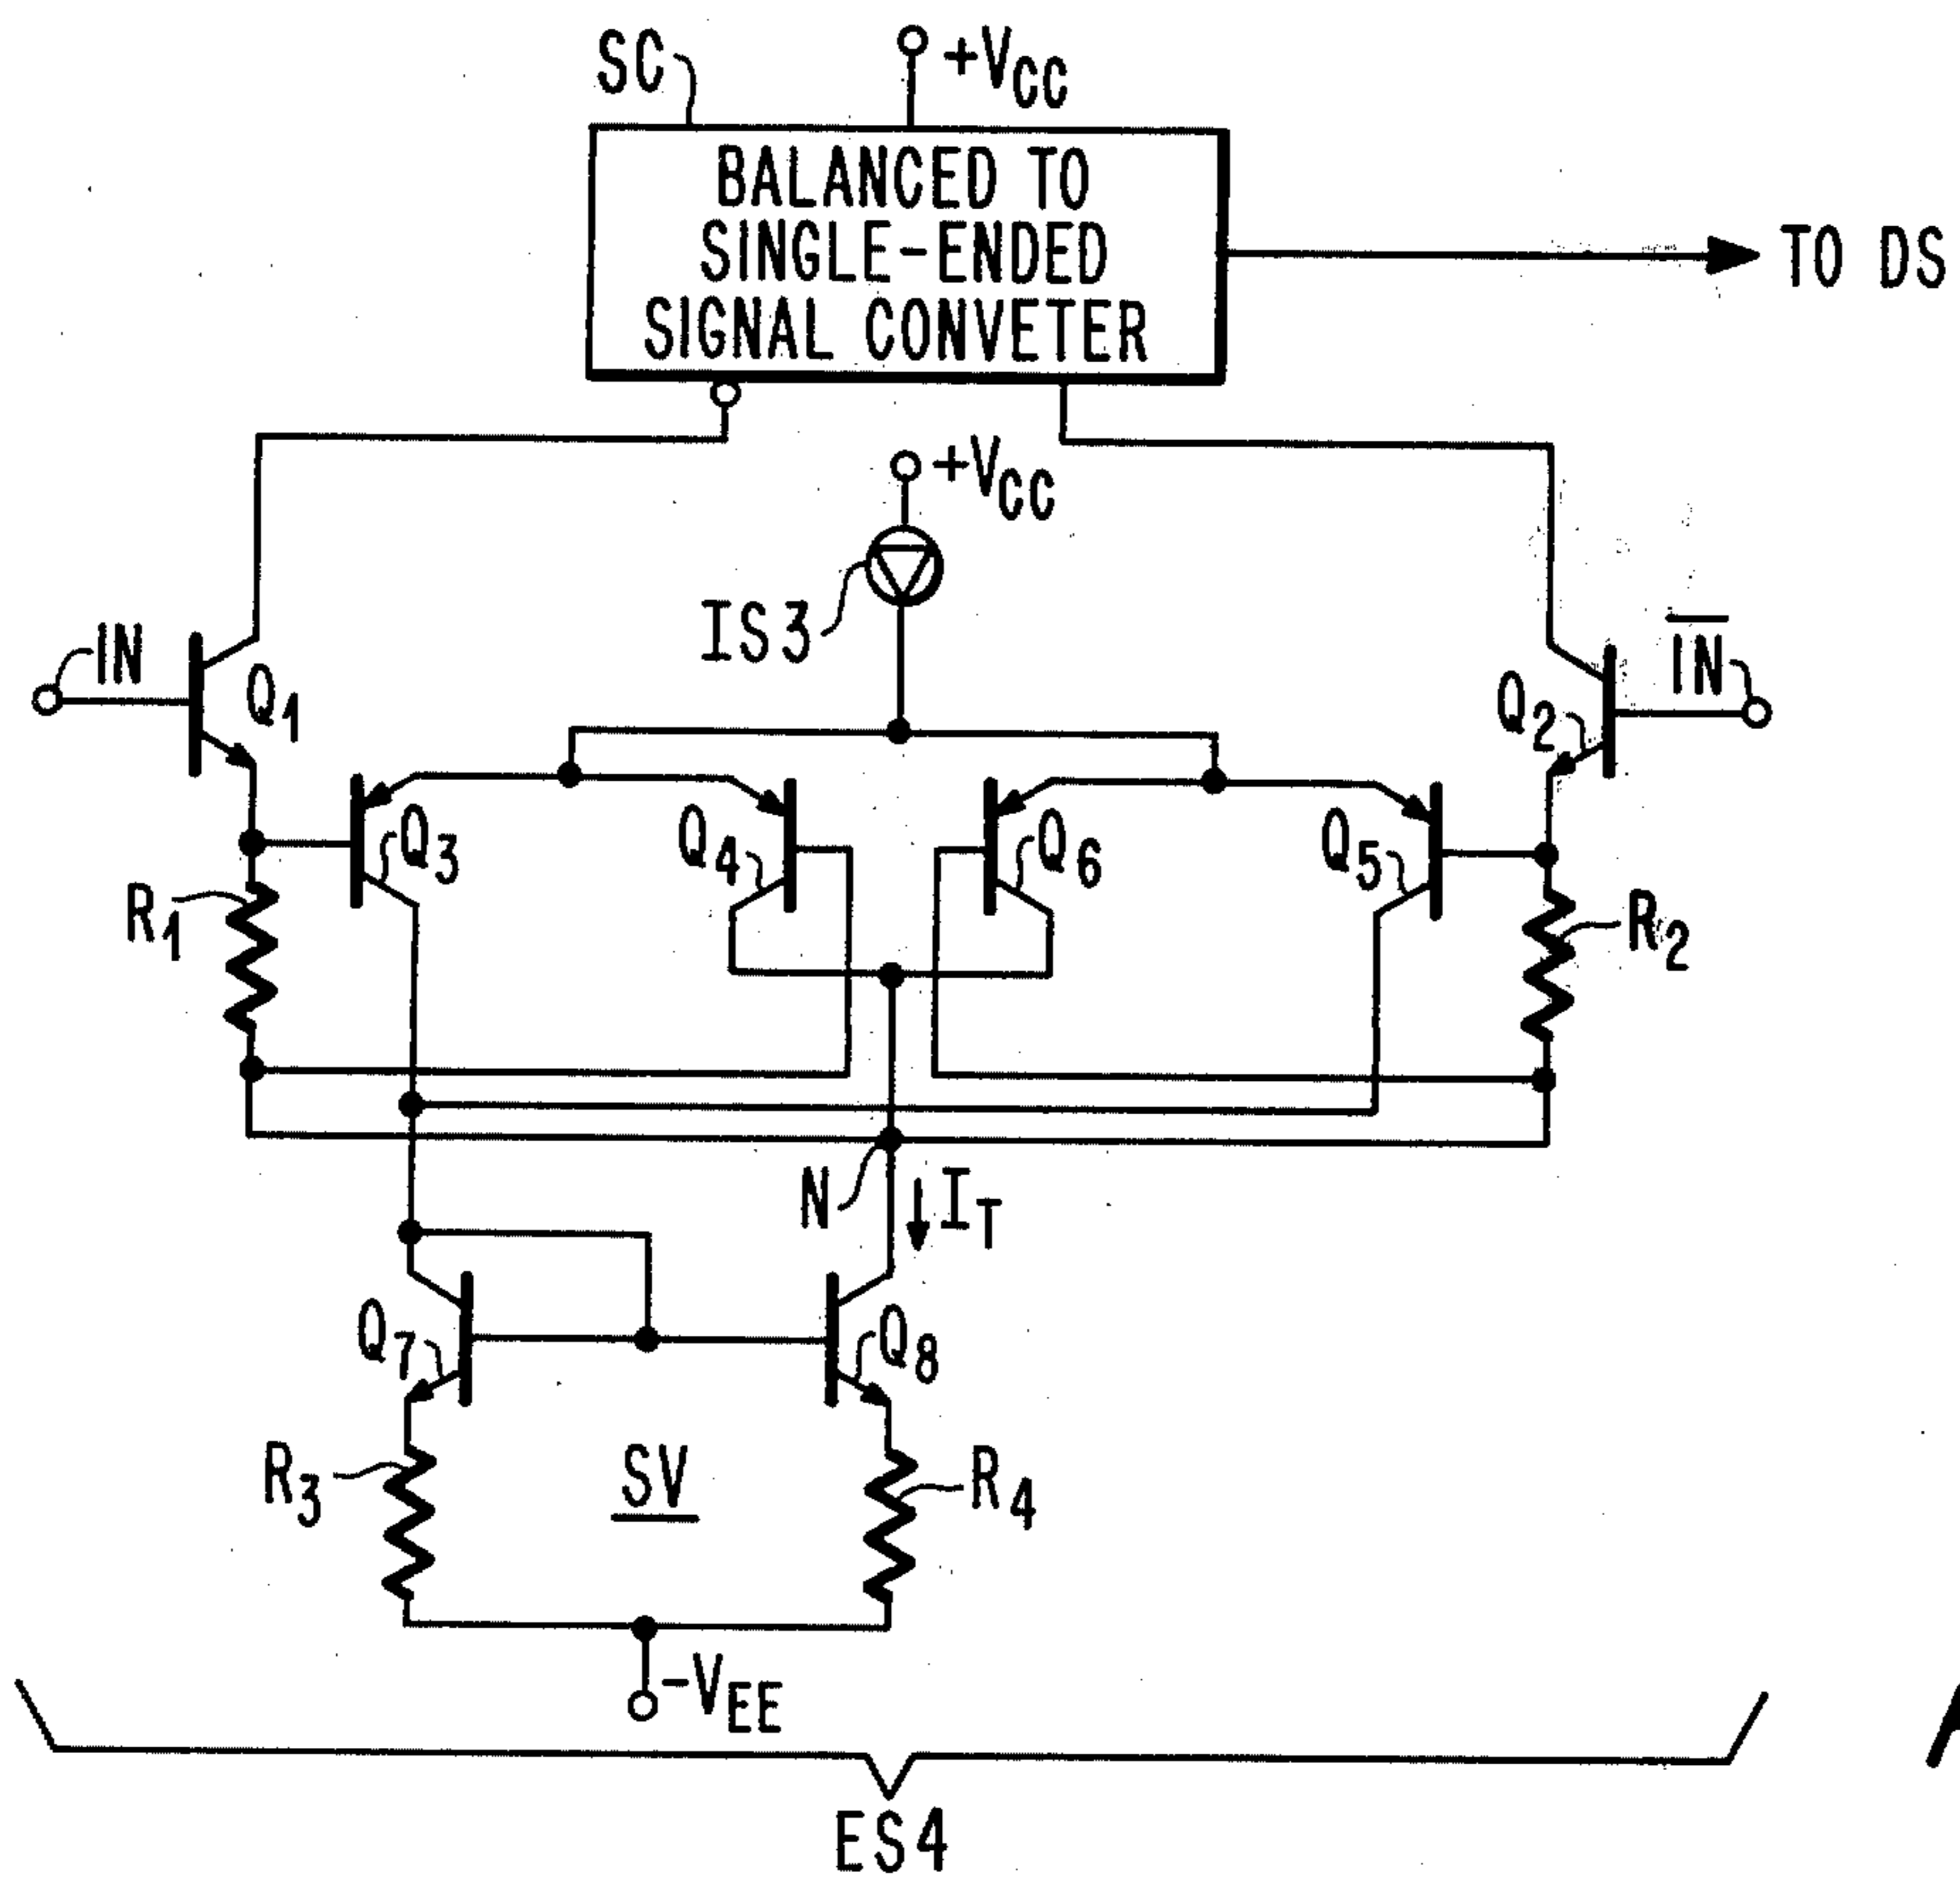 SC
+VCC
BALANCED TO
SINGLE-ENDED
SIGNAL CONVETER
TO DS
+VCC
IS3
IN
Q1
IN
Q2
Q3
Q4
Q6
Q5
R1
R2
N
IT
Q7
Q8
R3
SV
R4
-VEE
ES4